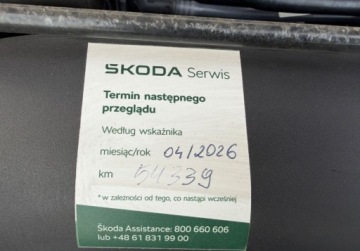 ŠKODA Serwis
Termin następnego
przeglądu
Według wskaźnika
miesiąc/rok 04/2026
km 54339
* w zależności od tego, co nastąpi wcześniej
Škoda Assistance: 800 660 606
lub +48 61 831 99 00